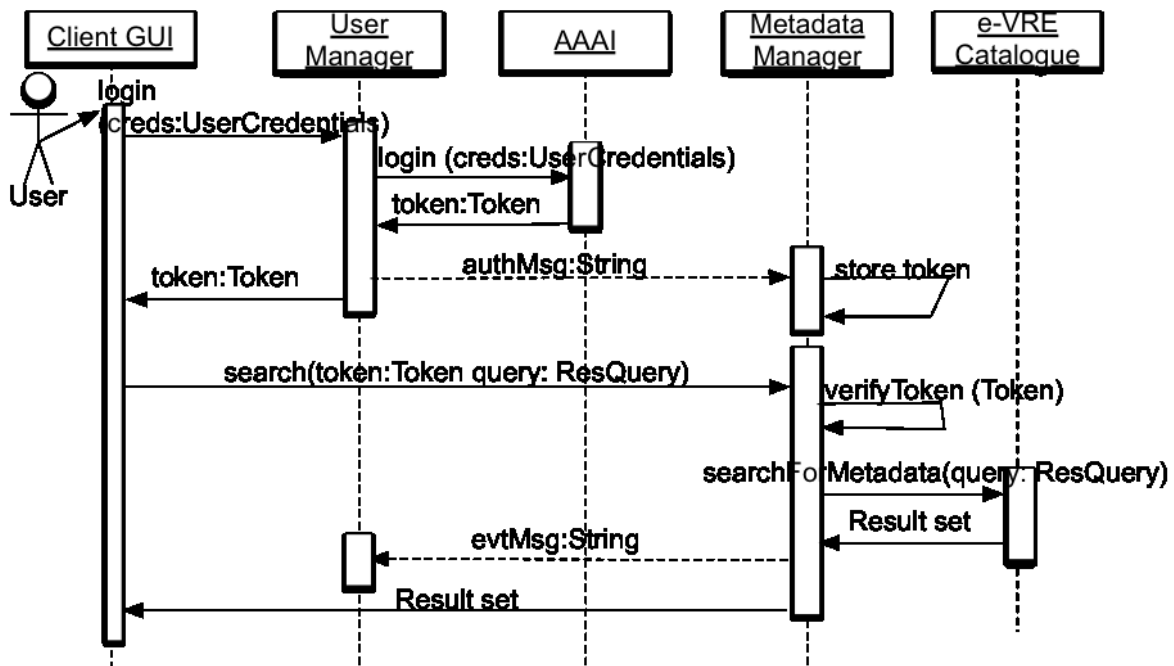 Client GUI
User
Manager
AAAI
Metadata
Manager
e-VRE
Catalogue
login
(creds:UserCredentials)
User
login (creds:UserCredentials)
token:Token
authMsg:String
store token
token:Token
search(token:Token query: ResQuery)
verifyToken (Token)
searchForMetadata(query: ResQuery)
Result set
evtMsg:String
Result set